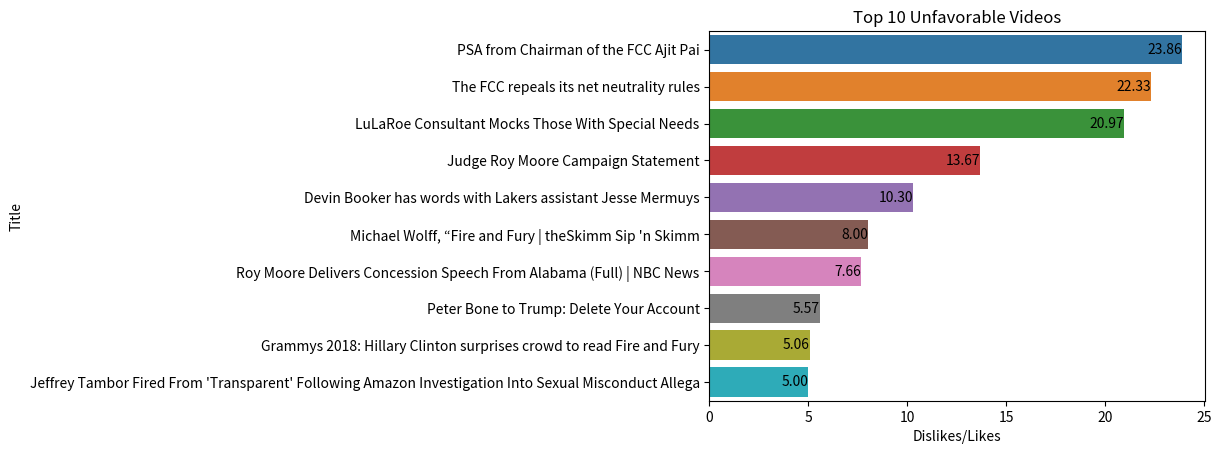 Top 10 Unfavorable Videos
PSA from Chairman of the FCC Ajit Pai 23.86
The FCC repeals its net neutrality rules 22.33
LuLaRoe Consultant Mocks Those With Special Needs 20.97
Judge Roy Moore Campaign Statement 13.67
Devin Booker has words with Lakers assistant Jesse Mermuys 10.30
Michael Wolff, “Fire and Fury | theSkimm Sip 'n Skimm 8.00
Roy Moore Delivers Concession Speech From Alabama (Full) | NBC News 7.66
Peter Bone to Trump: Delete Your Account 5.57
Grammys 2018: Hillary Clinton surprises crowd to read Fire and Fury 5.06
Jeffrey Tambor Fired From 'Transparent' Following Amazon Investigation Into Sexual Misconduct Allega 5.00
Title
0 5 10 15 20 25
Dislikes/Likes